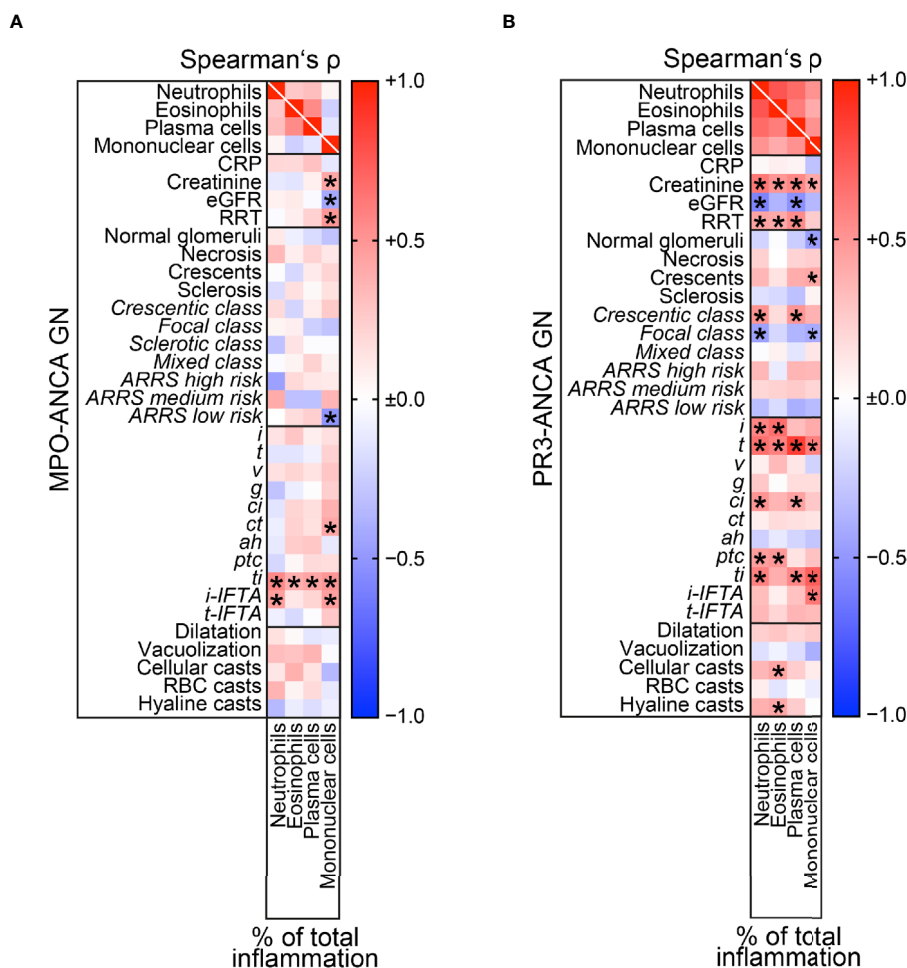 A
Spearman‘s ρ
MPO-ANCA GN
Neutrophils
Eosinophils
Plasma cells
Mononuclear cells
CRP
Creatinine
*
eGFR
*
RRT
*
Normal glomeruli
Necrosis
Crescents
Sclerosis
Crescentic class
Focal class
Sclerotic class
Mixed class
ARRS high risk
ARRS medium risk
ARRS low risk
*
i
t
v
g
ci
ct
*
ah
ptc
ti
* * * *
i-IFTA
* *
t-IFTA
Dilatation
Vacuolization
Cellular casts
RBC casts
Hyaline casts
+1.0
+0.5
±0.0
−0.5
−1.0
Neutrophils
Eosinophils
Plasma cells
Mononuclear cells
% of total
inflammation
B
Spearman‘s ρ
PR3-ANCA GN
Neutrophils
Eosinophils
Plasma cells
Mononuclear cells
CRP
Creatinine
* * * *
eGFR
* *
RRT
* * *
Normal glomeruli
*
Necrosis
Crescents
*
Sclerosis
Crescentic class
* *
Focal class
* *
Mixed class
ARRS high risk
ARRS medium risk
ARRS low risk
i
* *
t
* * * *
v
g
ci
* *
ct
ah
ptc
* *
ti
* * *
i-IFTA
*
t-IFTA
Dilatation
Vacuolization
Cellular casts
*
RBC casts
Hyaline casts
*
+1.0
+0.5
±0.0
−0.5
−1.0
Neutrophils
Eosinophils
Plasma cells
Mononuclear cells
% of total
inflammation